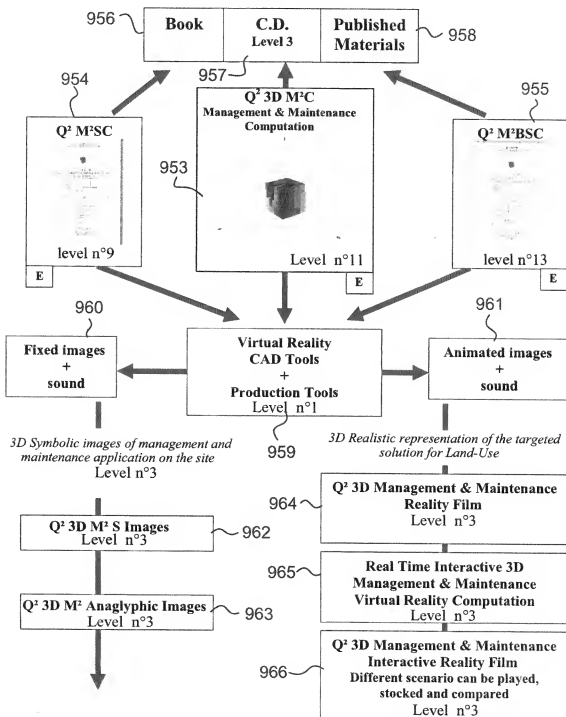 956
Book
C.D.
Level 3
Published
Materials
958
957
954
955
Q² M²SC
level n°9
E
Q² 3D M²C
Management & Maintenance
Computation
953
Level n°11
E
Q² M²BSC
level n°13
E
960
961
Fixed images
+
sound
Virtual Reality
CAD Tools
+
Production Tools
Level n°1
Animated images
+
sound
959
3D Symbolic images of management and
maintenance application on the site
Level n°3
3D Realistic representation of the targeted
solution for Land-Use
Q² 3D M² S Images
Level n°3
962
Q² 3D M² Anaglyphic Images
Level n°3
963
964
Q² 3D Management & Maintenance
Reality Film
Level n°3
965
Real Time Interactive 3D
Management & Maintenance
Virtual Reality Computation
Level n°3
966
Q² 3D Management & Maintenance
Interactive Reality Film
Different scenario can be played,
stocked and compared
Level n°3